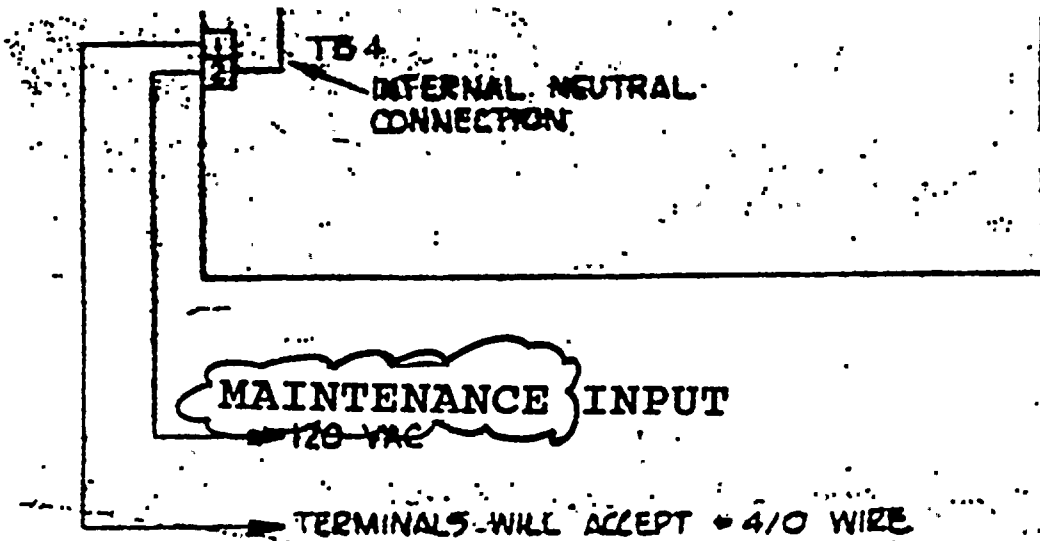 1 TB 4
2
INTERNAL NEUTRAL
CONNECTION
MAINTENANCE INPUT
120 VAC
TERMINALS WILL ACCEPT 4/0 WIRE